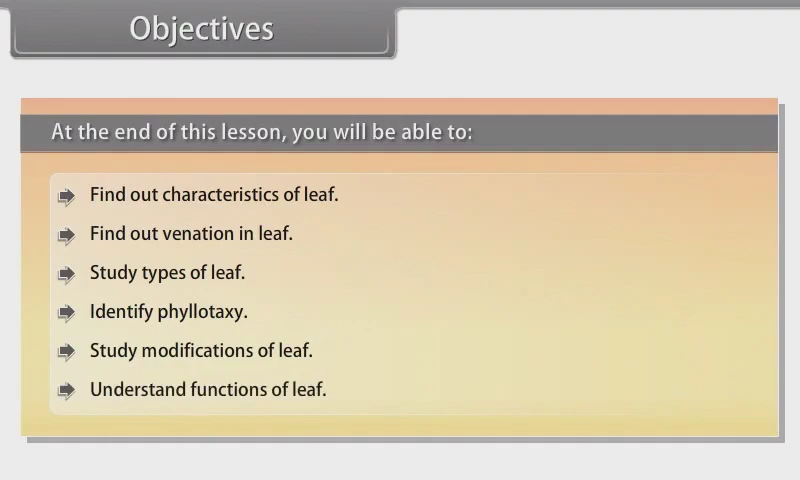 Objectives
At the end of this lesson, you will be able to:
Find out characteristics of leaf.
Find out venation in leaf.
Study types of leaf.
Identify phyllotaxy.
Study modifications of leaf.
Understand functions of leaf.